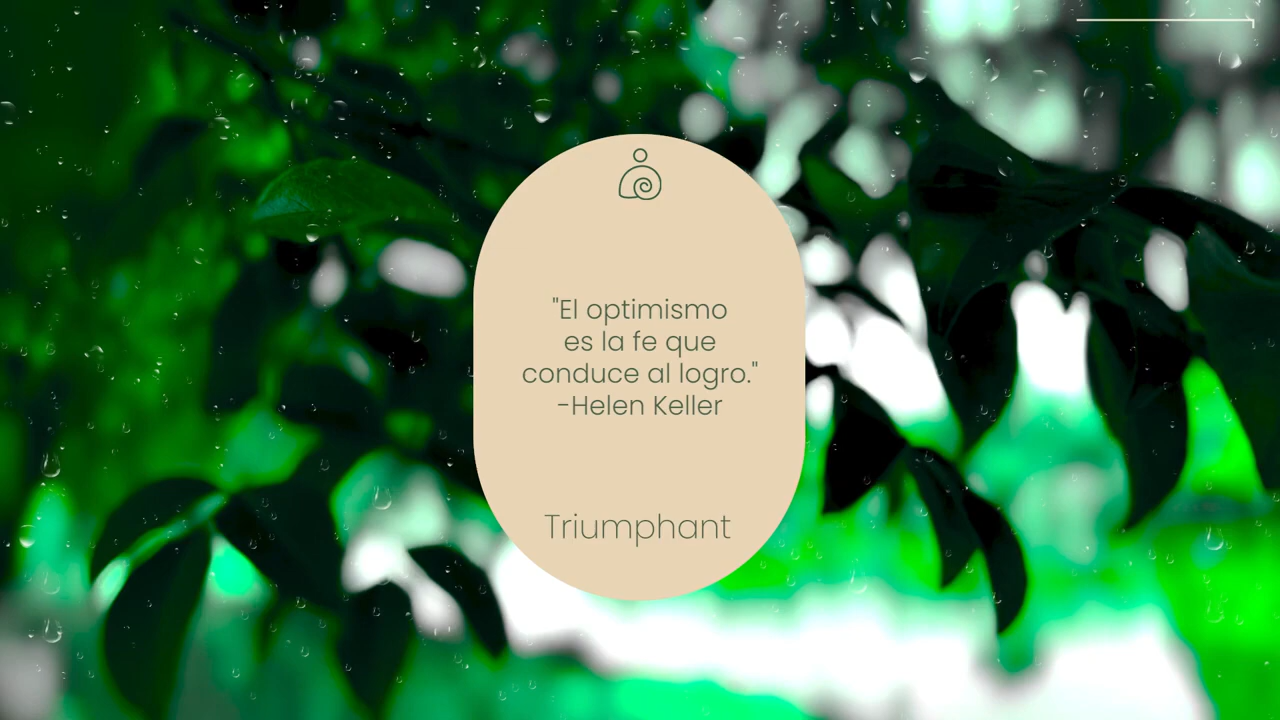 "El optimismo
es la fe que
conduce al logro."
-Helen Keller
Triumphant